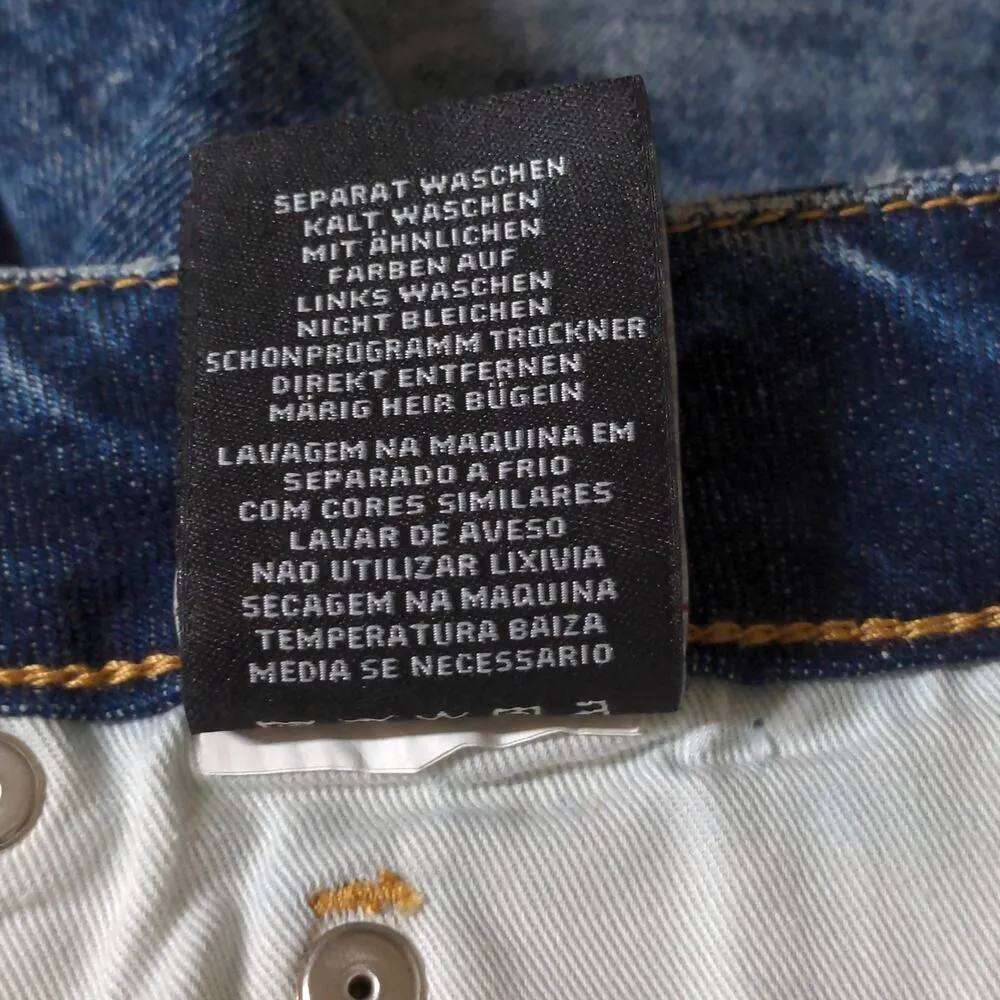 SEPARAT WASCHEN
KALT WASCHEN
MIT ÄHNLICHEN
FARBEN AUF
LINKS WASCHEN
NICHT BLEICHEN
SCHONPROGRAMM TROCKNER
DIREKT ENTFERNEN
MÄRIG HEIR BÜGEIN
LAVAGEM NA MAQUINA EM
SEPARADO A FRIO
COM CORES SIMILARES
LAVAR DE AVESO
NAO UTILIZAR LIXIVIA
SECAGEM NA MAQUINA
TEMPERATURA BAIZA
MEDIA SE NECESSARIO